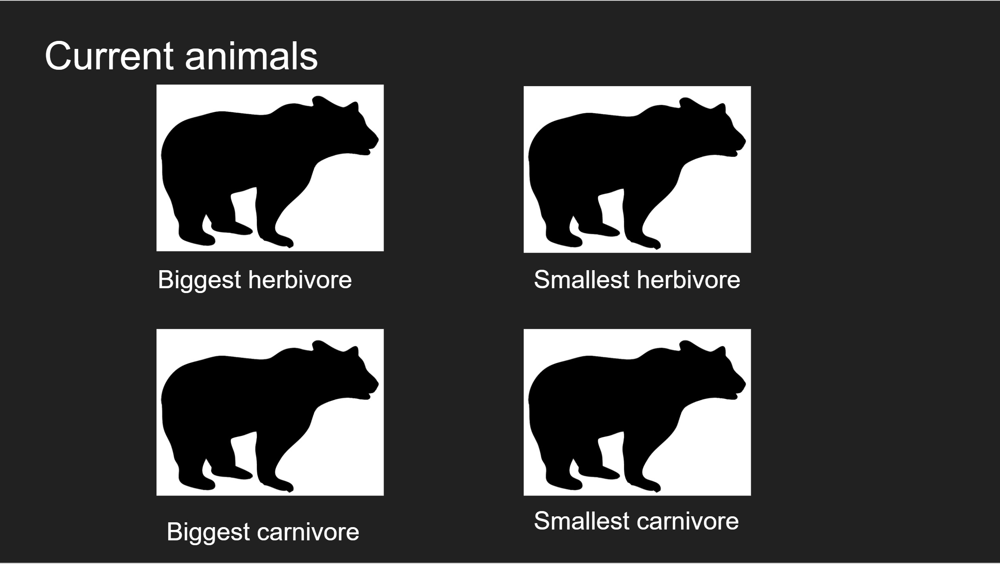 Current animals
Biggest herbivore
Smallest herbivore
Biggest carnivore
Smallest carnivore